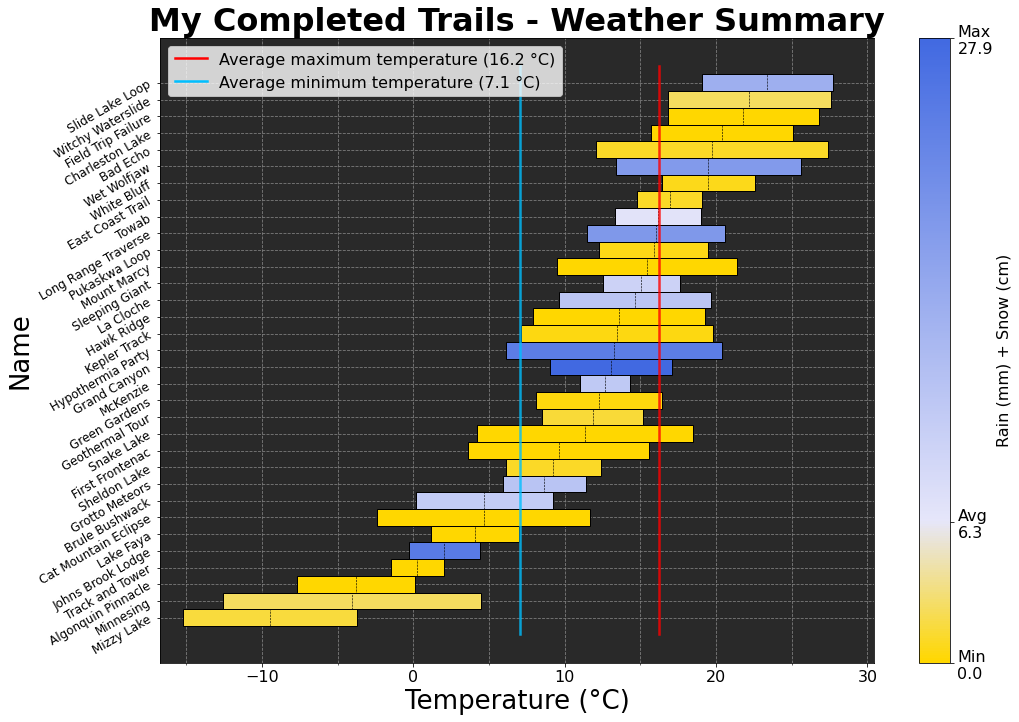 My Completed Trails - Weather Summary
Average maximum temperature (16.2 °C)
Average minimum temperature (7.1 °C)
Name
Slide Lake Loop
Witchy Waterslide
Field Trip Failure
Charleston Lake
Bad Echo
Wet Wolfjaw
White Bluff
East Coast Trail
Towab
Long Range Traverse
Pukaskwa Loop
Mount Marcy
Sleeping Giant
La Cloche
Hawk Ridge
Kepler Track
Hypothermia Party
Grand Canyon
McKenzie
Green Gardens
Geothermal Tour
Snake Lake
First Frontenac
Sheldon Lake
Grotto Meteors
Brule Bushwack
Cat Mountain Eclipse
Lake Faya
Johns Brook Lodge
Track and Tower
Algonquin Pinnacle
Minnesing
Mizzy Lake
−10 0 10 20 30
Temperature (°C)
Max
27.9
Avg
6.3
Min
0.0
Rain (mm) + Snow (cm)